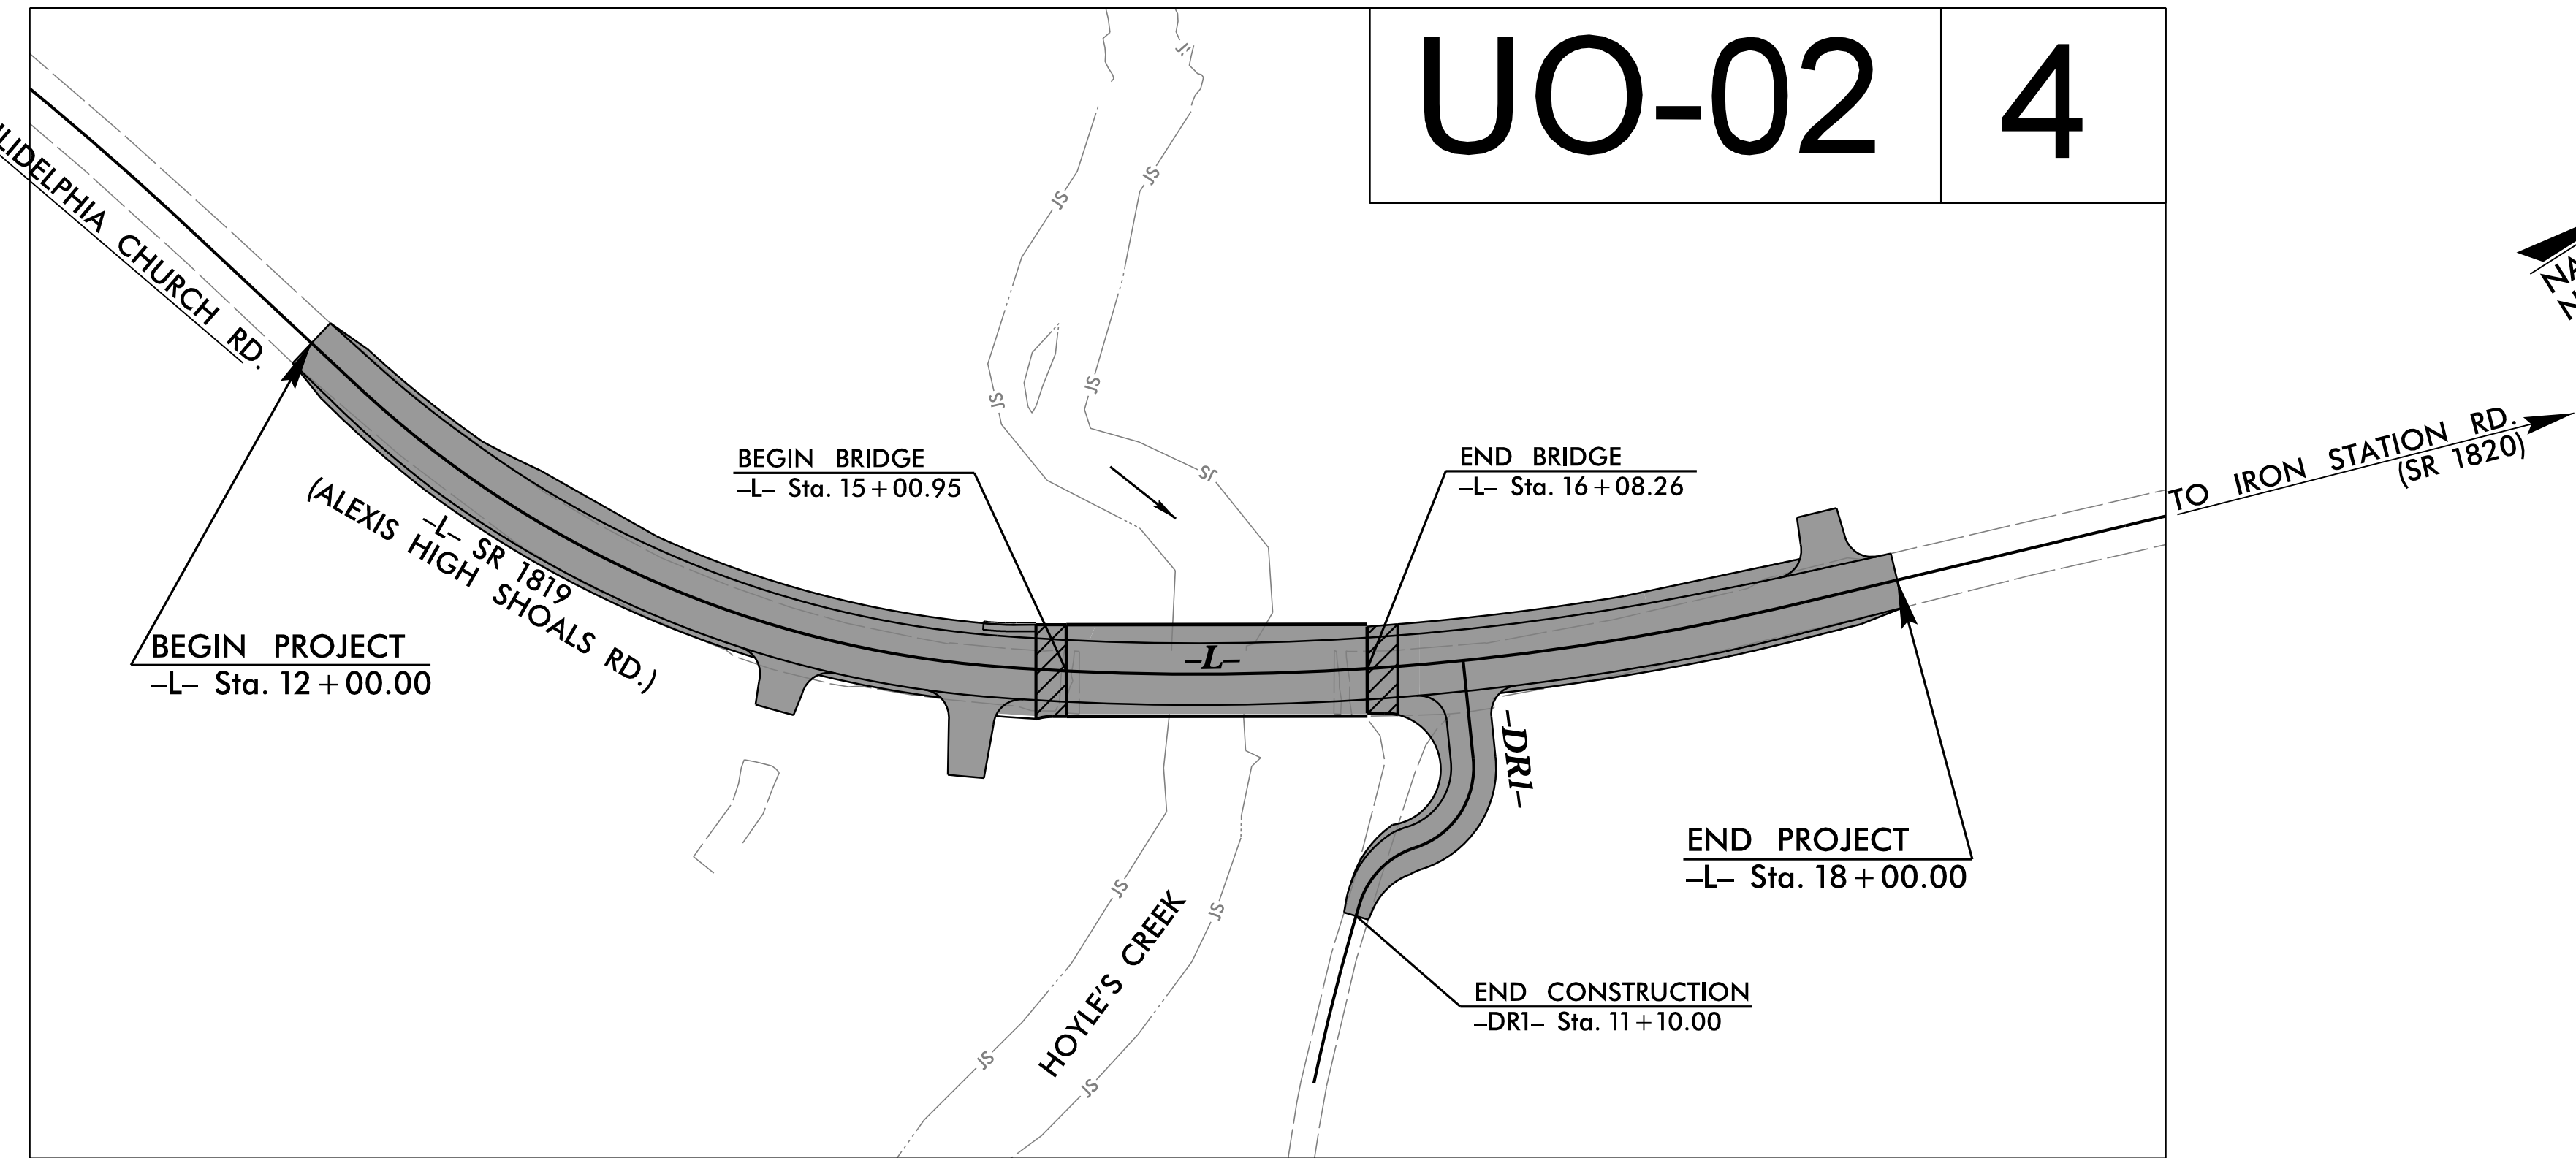 UO-02
4
CHURCH RD.
BEGIN BRIDGE
-L- Sta. 15+00.95
END BRIDGE
-L- Sta. 16+08.26
TO IRON STATION RD.
(SR 1820)
-L- SR 1819
(ALEXIS HIGH SHOALS RD.)
BEGIN PROJECT
-L- Sta. 12+00.00
-L-
-DR1-
END PROJECT
-L- Sta. 18+00.00
HOYLE'S CREEK
END CONSTRUCTION
-DR1- Sta. 11+10.00
JS
JS
JS
JS
JS
JS
JS
JS
JS